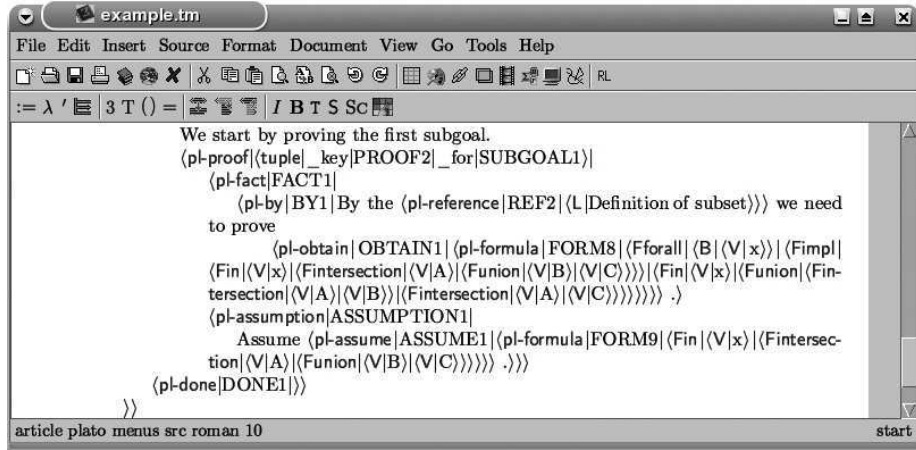 example.tm
File Edit Insert Source Format Document View Go Tools Help
RL
:= λ ′ 3 T () = I B T S SC
We start by proving the first subgoal.
⟨pl-proof|⟨tuple|_key|PROOF2|_for|SUBGOAL1⟩|
⟨pl-fact|FACT1|
⟨pl-by|BY1|By the ⟨pl-reference|REF2|⟨L|Definition of subset⟩⟩⟩ we need
to prove
⟨pl-obtain|OBTAIN1|⟨pl-formula|FORM8|⟨Fforall|⟨B|⟨V|x⟩⟩|⟨Fimpl|
⟨Fin|⟨V|x⟩|⟨Fintersection|⟨V|A⟩|⟨Funion|⟨V|B⟩|⟨V|C⟩⟩⟩⟩|⟨Fin|⟨V|x⟩|⟨Funion|⟨Fin-
tersection|⟨V|A⟩|⟨V|B⟩⟩|⟨Fintersection|⟨V|A⟩|⟨V|C⟩⟩⟩⟩⟩⟩⟩⟩ .⟩
⟨pl-assumption|ASSUMPTION1|
Assume ⟨pl-assume|ASSUME1|⟨pl-formula|FORM9|⟨Fin|⟨V|x⟩|⟨Fintersec-
tion|⟨V|A⟩|⟨Funion|⟨V|B⟩|⟨V|C⟩⟩⟩⟩⟩⟩ .⟩⟩⟩
⟨pl-done|DONE1|⟩⟩
⟩⟩
article plato menus src roman 10 start